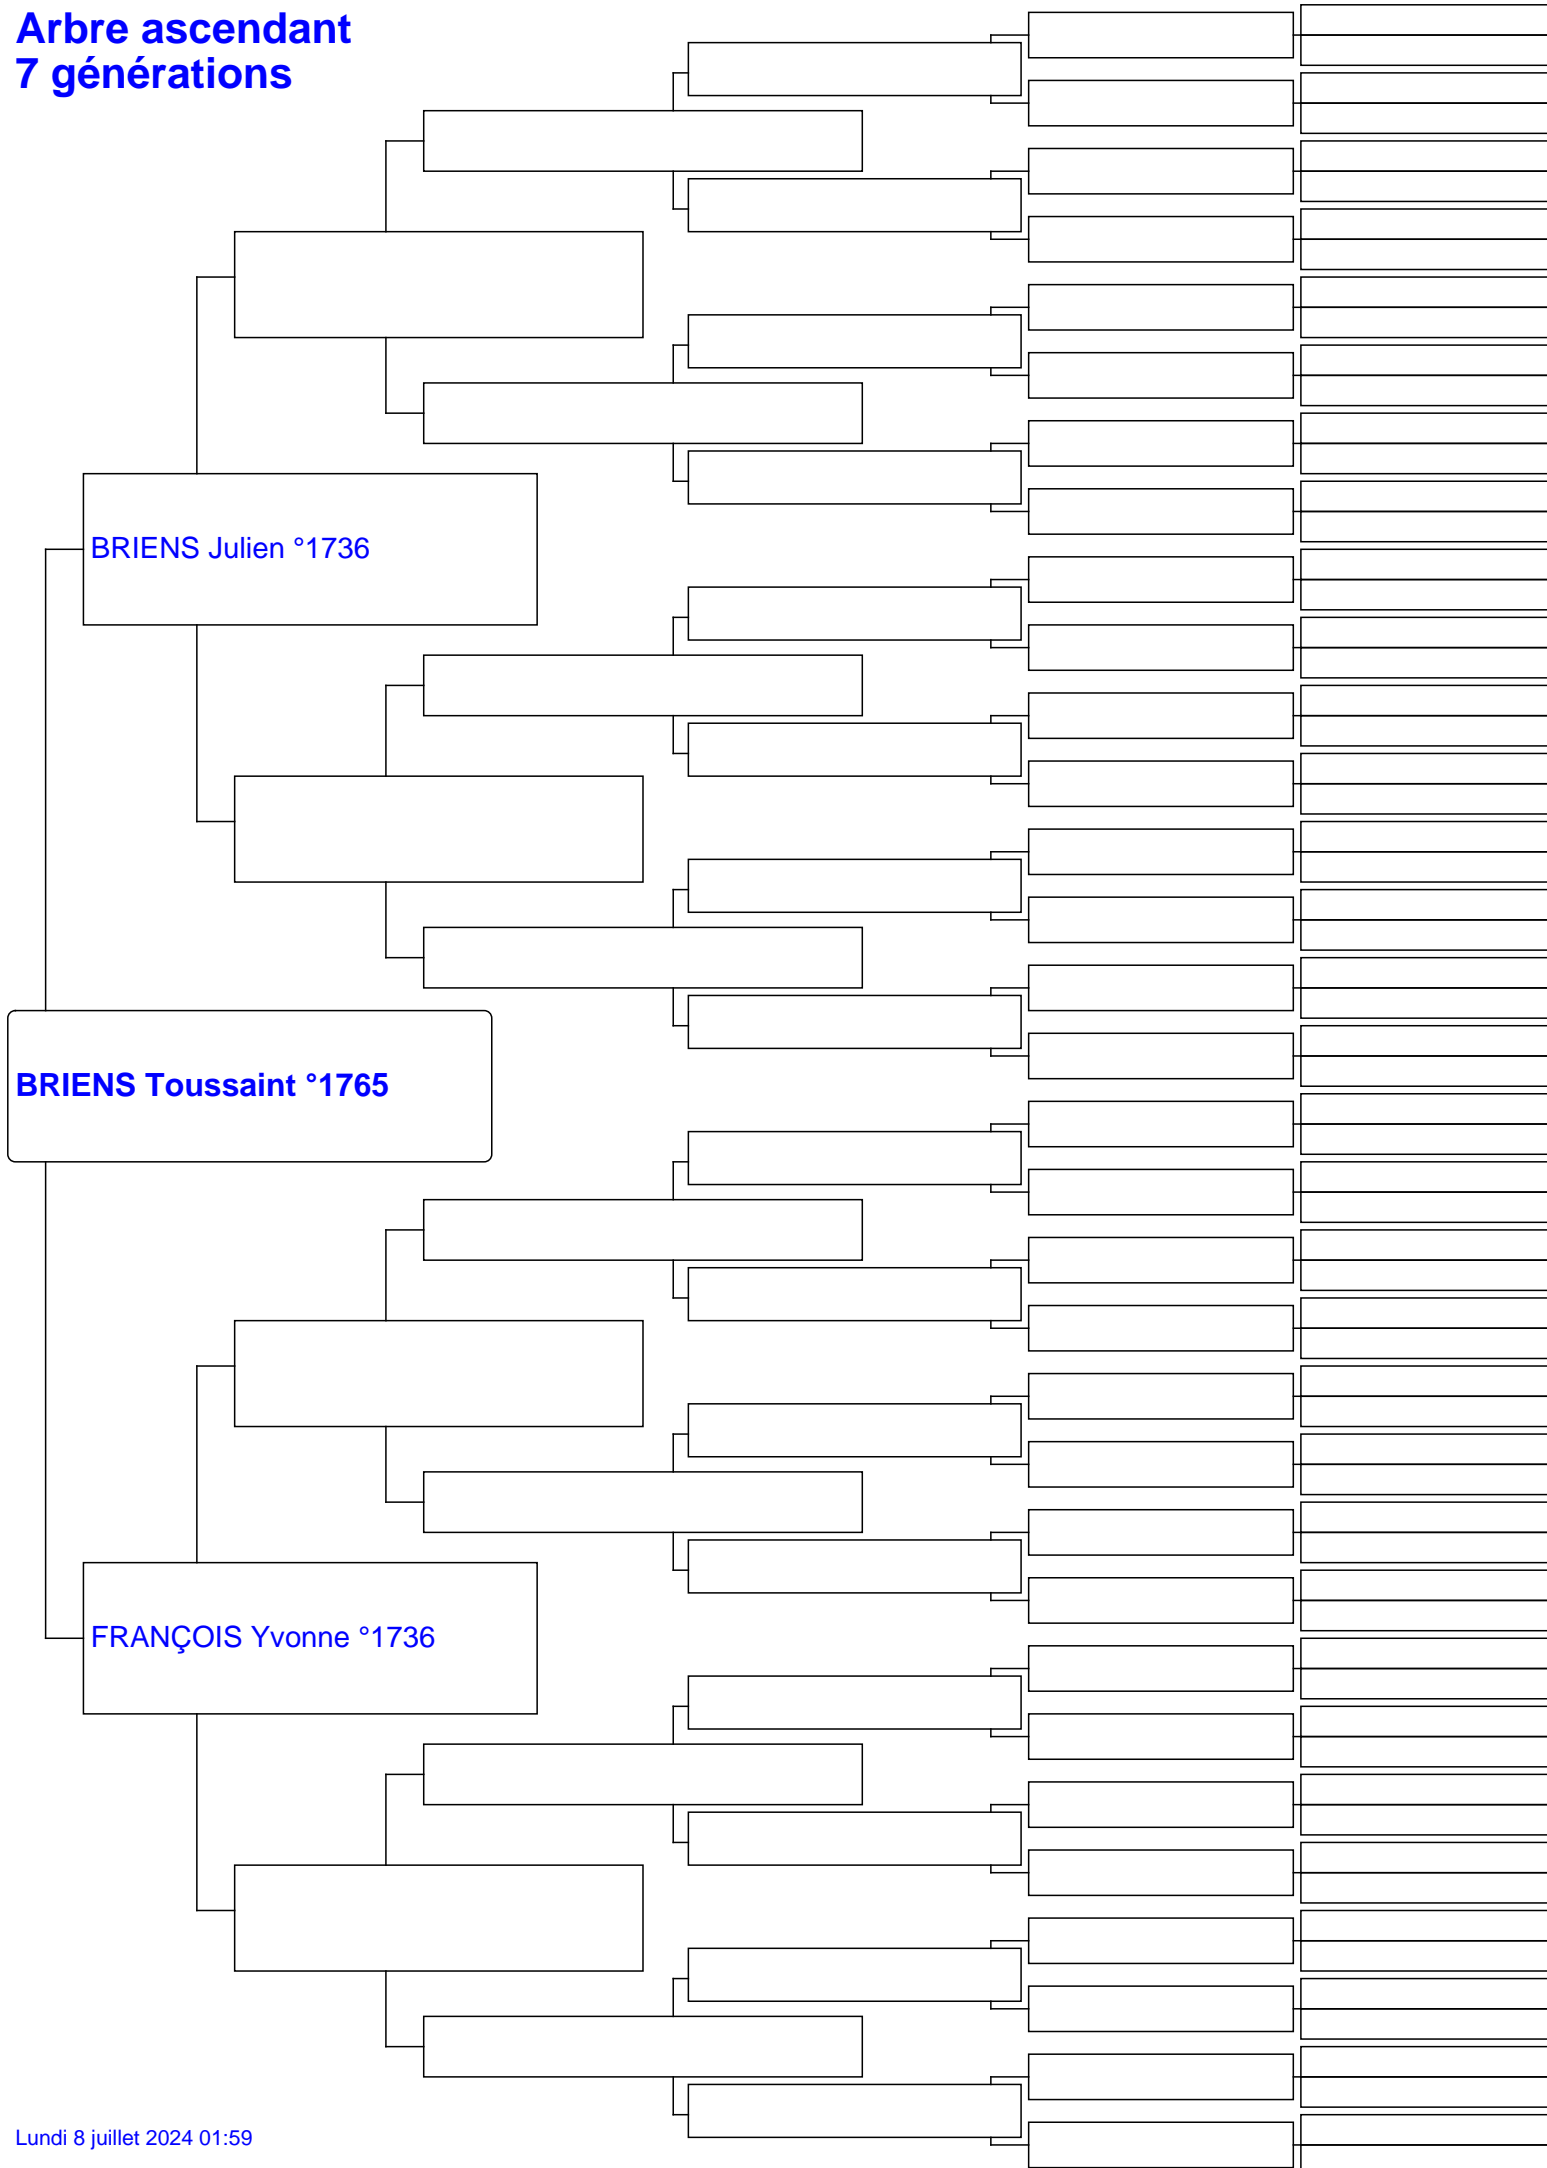 Arbre ascendant
7 générations
BRIENS Julien °1736
BRIENS Toussaint °1765
FRANÇOIS Yvonne °1736
Lundi 8 juillet 2024 01:59